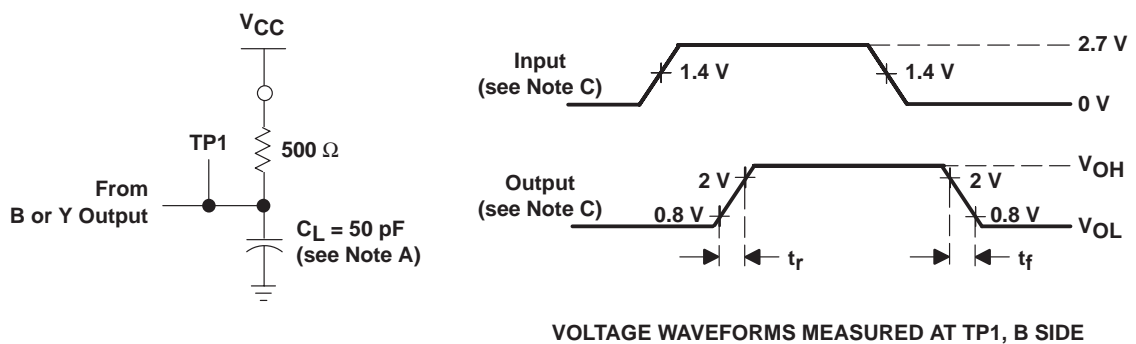 VCC
TP1
500 Ω
From
B or Y Output
CL = 50 pF
(see Note A)
Input
(see Note C)
1.4 V
1.4 V
2.7 V
0 V
Output
(see Note C)
2 V
0.8 V
2 V
0.8 V
VOH
VOL
tr
tf
VOLTAGE WAVEFORMS MEASURED AT TP1, B SIDE